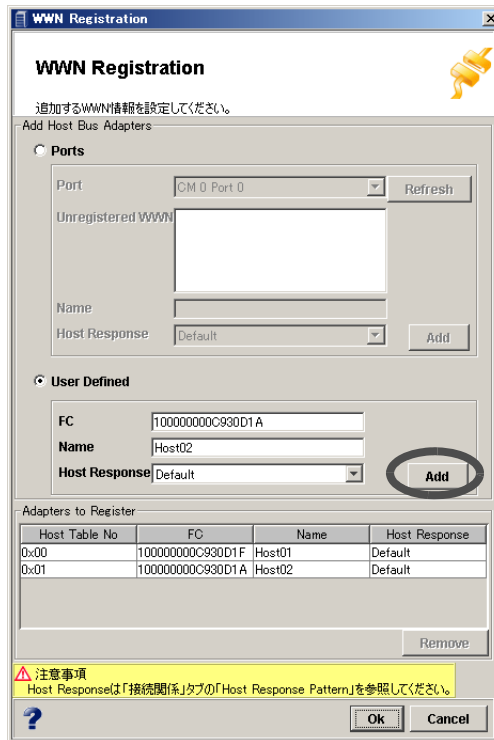 WWN Registration
WWN Registration
追加するWWN情報を設定してください。
Add Host Bus Adapters
Ports
Port CM 0 Port 0 Refresh
Unregistered WWN
Name
Host Response Default Add
User Defined
FC 100000000C930D1A
Name Host02
Host Response Default Add
Adapters to Register
Host Table No FC Name Host Response
0x00 100000000C930D1F Host01 Default
0x01 100000000C930D1A Host02 Default
Remove
注意事項
Host Responseは「接続関係」タブの「Host Response Pattern」を参照してください。
? Ok Cancel